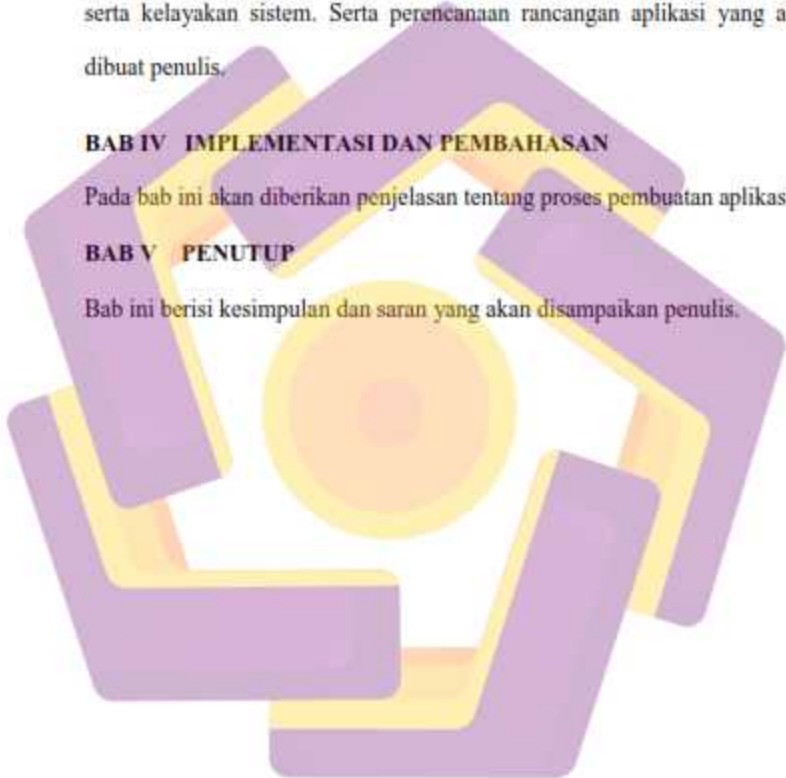 serta kelayakan sistem. Serta perencanaan rancangan aplikasi yang a
dibuat penulis.
BAB IV IMPLEMENTASI DAN PEMBAHASAN
Pada bab ini akan diberikan penjelasan tentang proses pembuatan aplikas
BAB V PENUTUP
Bab ini berisi kesimpulan dan saran yang akan disampaikan penulis.